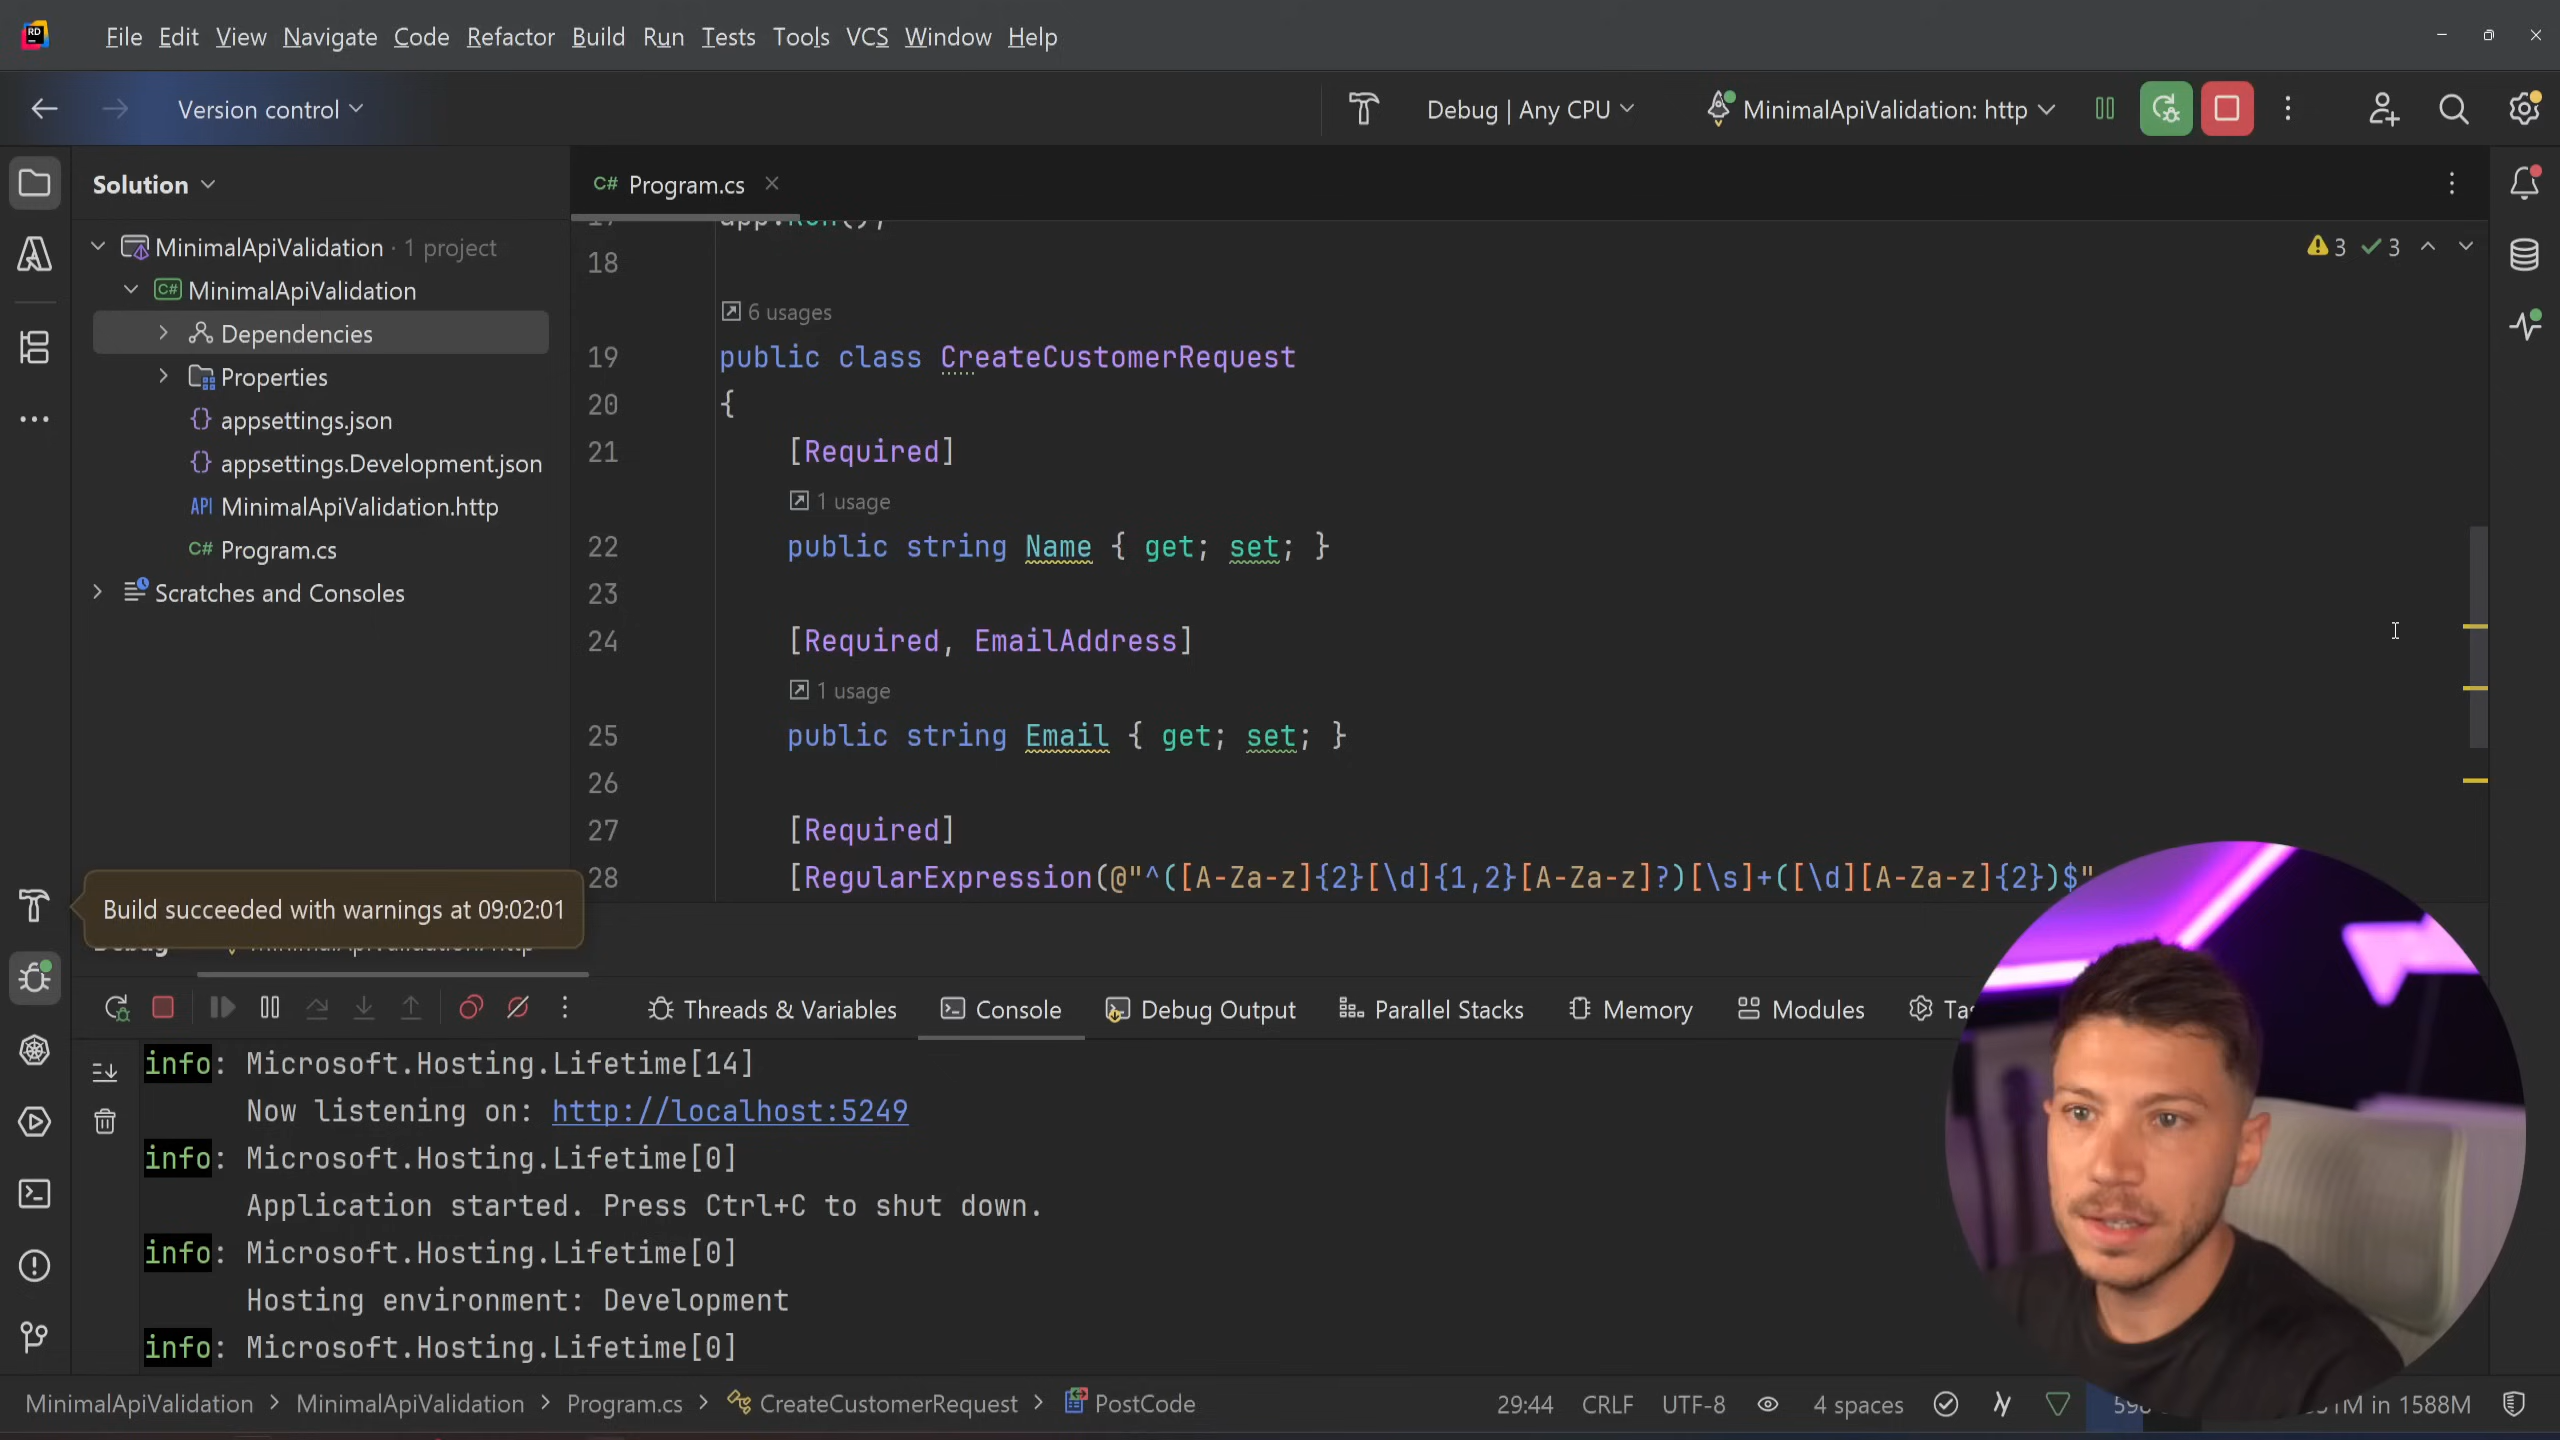 File Edit View Navigate Code Refactor Build Run Tests Tools VCS Window Help
Version control
Debug | Any CPU
MinimalApiValidation: http
Solution
C# Program.cs
MinimalApiValidation · 1 project
C# MinimalApiValidation
Dependencies
Properties
{} appsettings.json
{} appsettings.Development.json
API MinimalApiValidation.http
C# Program.cs
Scratches and Consoles
3 3
18
6 usages
19 public class CreateCustomerRequest
20 {
21 [Required]
1 usage
22 public string Name { get; set; }
23
24 [Required, EmailAddress]
1 usage
25 public string Email { get; set; }
26
27 [Required]
28 [RegularExpression(@"^([A-Za-z]{2}[\d]{1,2}[A-Za-z]?)[\s]+([\d][A-Za-z]{2})$"
Build succeeded with warnings at 09:02:01
Threads & Variables Console Debug Output Parallel Stacks Memory Modules
info: Microsoft.Hosting.Lifetime[14]
Now listening on: http://localhost:5249
info: Microsoft.Hosting.Lifetime[0]
Application started. Press Ctrl+C to shut down.
info: Microsoft.Hosting.Lifetime[0]
Hosting environment: Development
info: Microsoft.Hosting.Lifetime[0]
MinimalApiValidation > MinimalApiValidation > Program.cs > CreateCustomerRequest > PostCode
29:44 CRLF UTF-8 4 spaces in 1588M